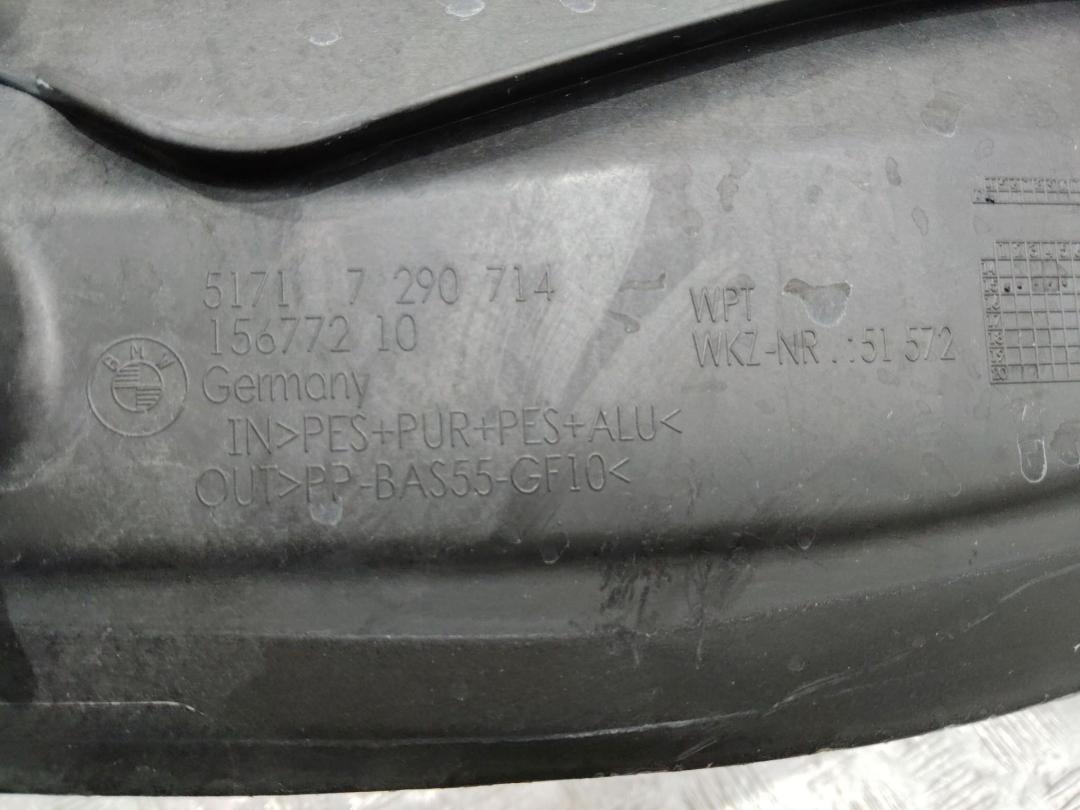 5171 7 290 714
156772 10
BMW
Germany
IN>PES+PUR+PES+ALU<
OUT>PP-BAS55-GF10<
WPT
WKZ-NR.:51 572